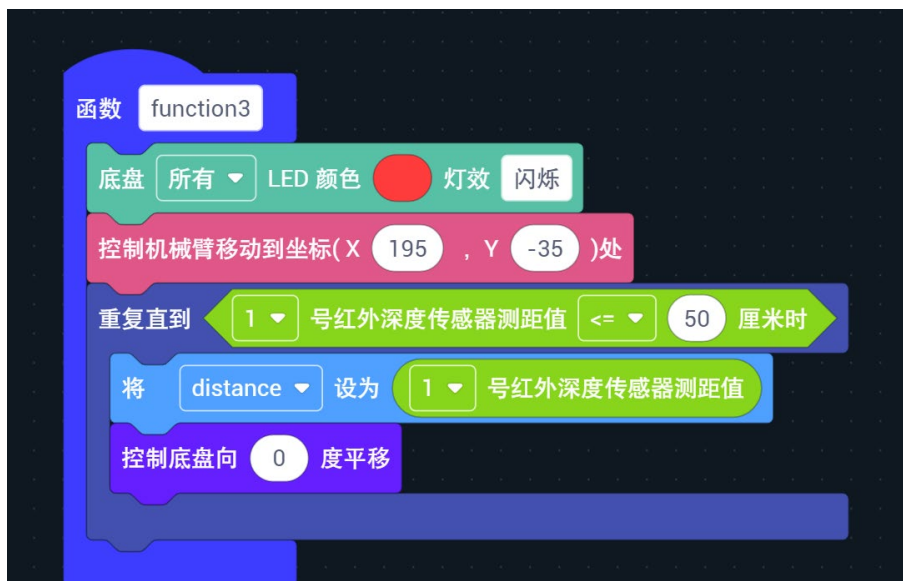 函数 function3
底盘 所有 LED 颜色 灯效 闪烁
控制机械臂移动到坐标( X 195 , Y -35 )处
重复直到 1 号红外深度传感器测距值 <= 50 厘米时
将 distance 设为 1 号红外深度传感器测距值
控制底盘向 0 度平移